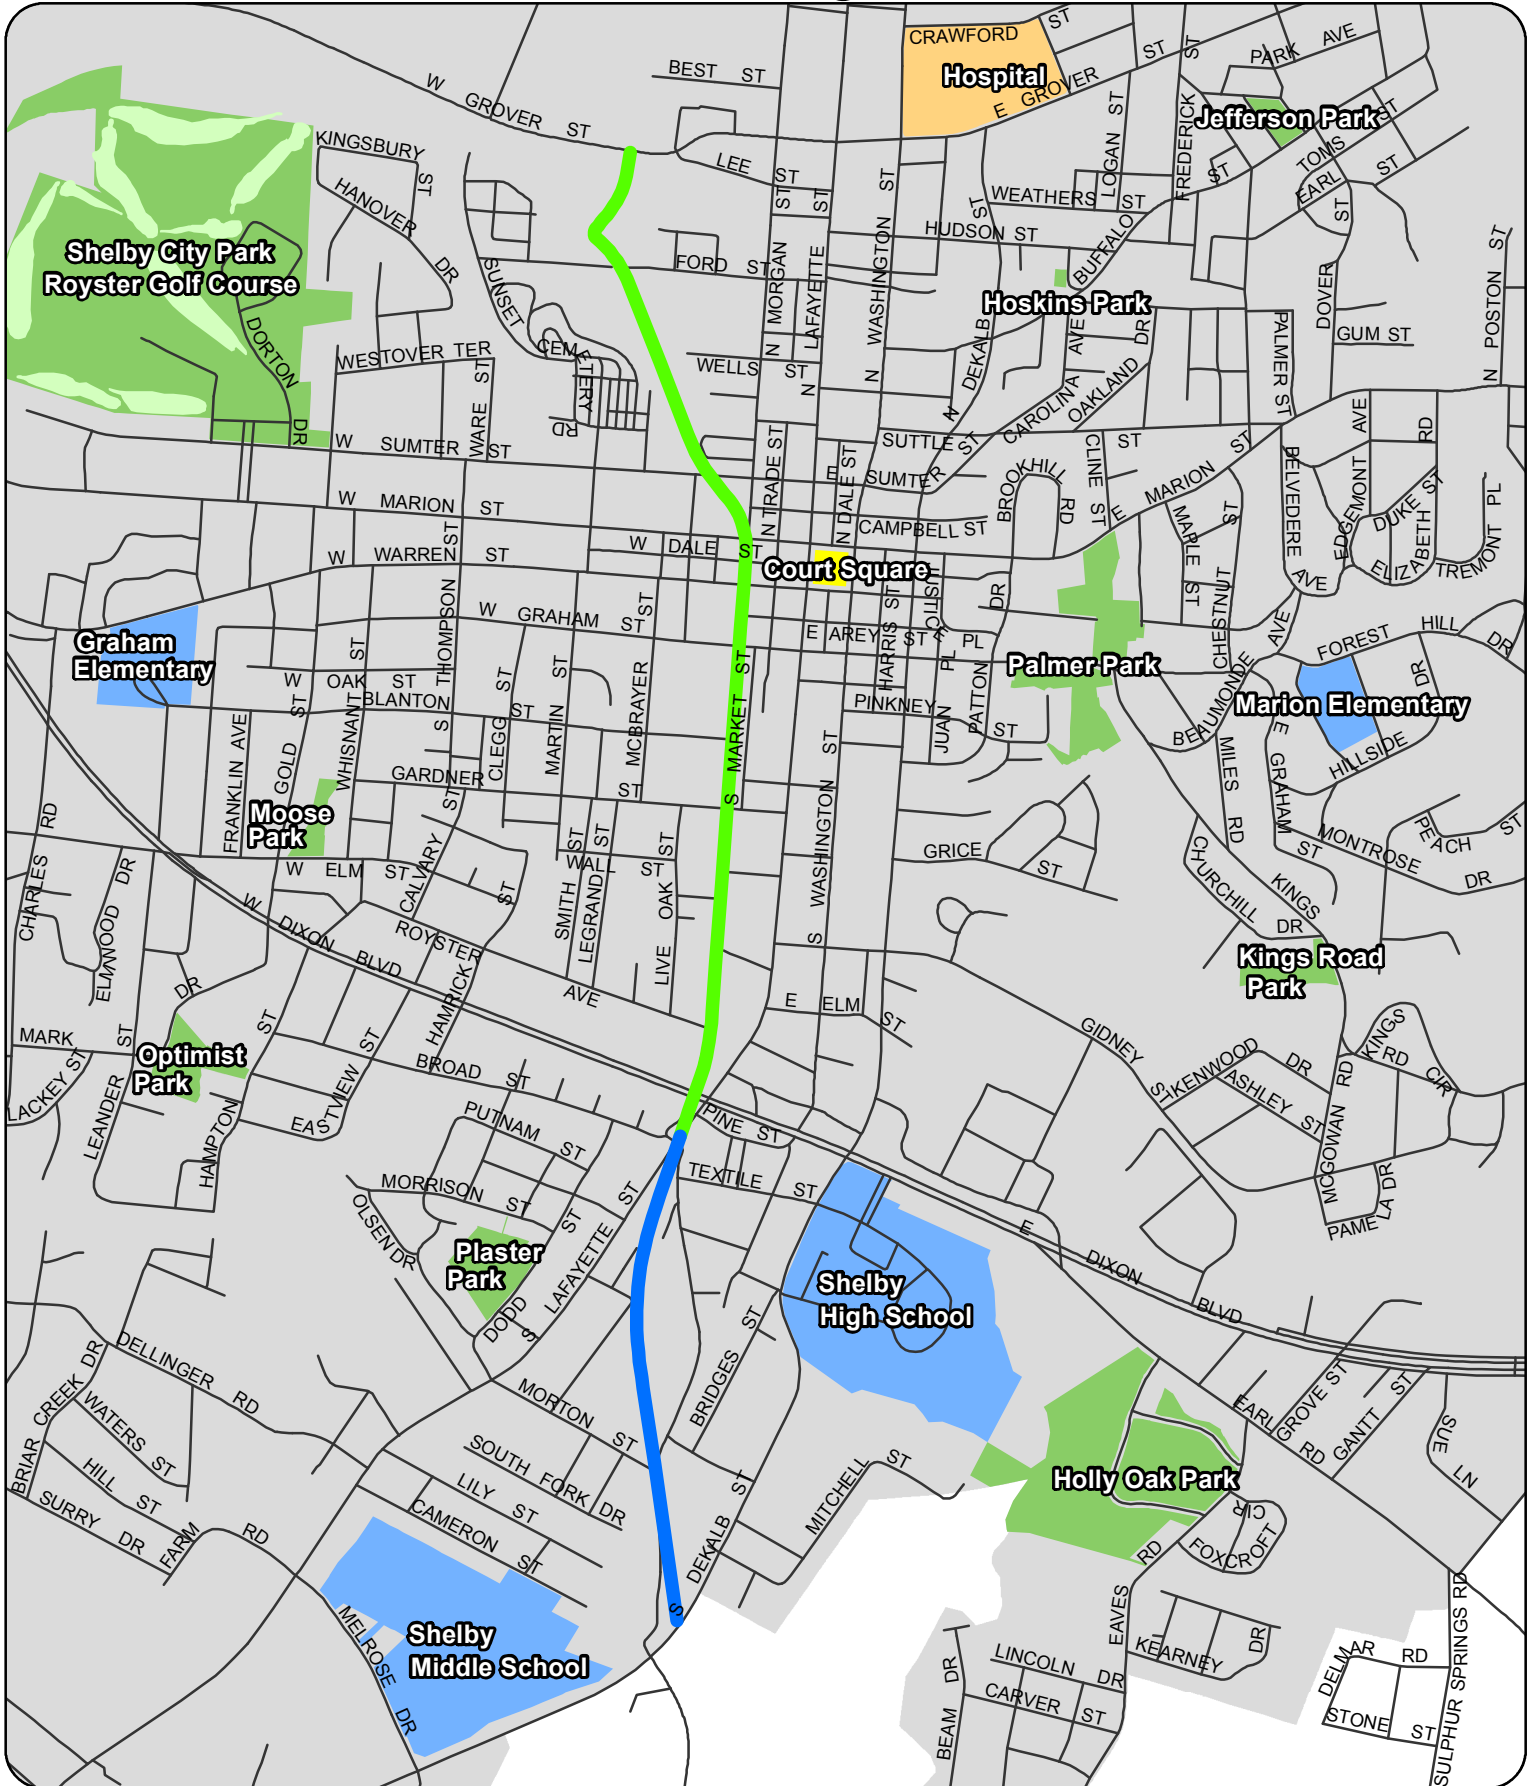 CRAWFORD ST
Hospital
W GROVER ST
BEST ST
E GROVER ST
PARK AVE
Jefferson Park
KINGSBURY ST
HANOVER DR
LEE ST
LOGAN ST
FREDERICK ST
TOMS ST
EARL ST
ST
WEATHERS ST
HUDSON ST
BUFFALO ST
Shelby City Park
Royster Golf Course
SUNSET
FORD ST
N MORGAN ST
N LAFAYETTE ST
N WASHINGTON ST
N DEKALB ST
Hoskins Park
DOVER ST
N POSTON ST
DORTON DR
WESTOVER TER
CEMETERY RD
WELLS ST
CAROLINA AVE
OAKLAND DR
PALMER ST
GUM ST
WARE ST
W SUMTER ST
N TRADE ST
N DALE ST
SUTTLE ST
E SUMTER ST
BROOKHILL RD
CLINE ST
E MARION ST
BELVEDERE AVE
EDGEMONT AVE
DUKE ST
ELIZABETH RD
TREMONT PL
W MARION ST
CAMPBELL ST
W DALE ST
W WARREN ST
Court Square
JUSTICE PL
MAPLE ST
CHESTNUT ST
THOMPSON ST
W GRAHAM ST
E AREY ST
HARRIS ST
PATTON DR
Graham
Elementary
Palmer Park
BEAUMONDE AVE
FOREST HILL DR
Marion Elementary
HILLSIDE DR
W OAK ST
BLANTON ST
S
WHISNANT ST
GOLD ST
FRANKLIN AVE
CLEGG ST
MARTIN ST
MCBRAYER ST
S MARKET ST
PINKNEY ST
JUAN PL
MILES RD
E GRAHAM ST
GARDNER ST
Moose
Park
CHARLES RD
W ELM ST
CALVARY ST
WALL ST
SMITH ST
LEGRAND ST
LIVE OAK ST
S WASHINGTON ST
GRICE ST
CHURCHILL DR
KINGS
MONTROSE DR
PEACH ST
ELMWOOD DR
W DIXON BLVD
ROYSTER AVE
HAMRICK ST
DR
Kings Road
Park
E ELM ST
GIDNEY ST
MARK
LACKEY ST
Optimist
Park
LEANDER ST
HAMPTON ST
EASTVIEW ST
BROAD ST
PUTNAM ST
PINE ST
TEXTILE ST
KENWOOD DR
ASHLEY ST
MCGOWAN RD
KINGS RD CIR
PAMELA DR
MORRISON ST
OLSEN DR
Plaster
Park
DODD ST
S LAFAYETTE ST
Shelby
High School
E DIXON BLVD
BRIAR CREEK DR
DELLINGER RD
WATERS ST
HILL ST
SURRY DR
FARM RD
MORTON ST
BRIDGES ST
SOUTH FORK DR
LILY ST
CAMERON ST
MITCHELL ST
S DEKALB ST
Holly Oak Park
EARL RD
GROVE ST
GANTT ST
SUE LN
FOXCROFT CIR
EAVES RD
Shelby
Middle School
MELROSE DR
LINCOLN DR
CARVER ST
BEAM DR
KEARNEY DR
DELMAR RD
STONE ST
SULPHUR SPRINGS RD